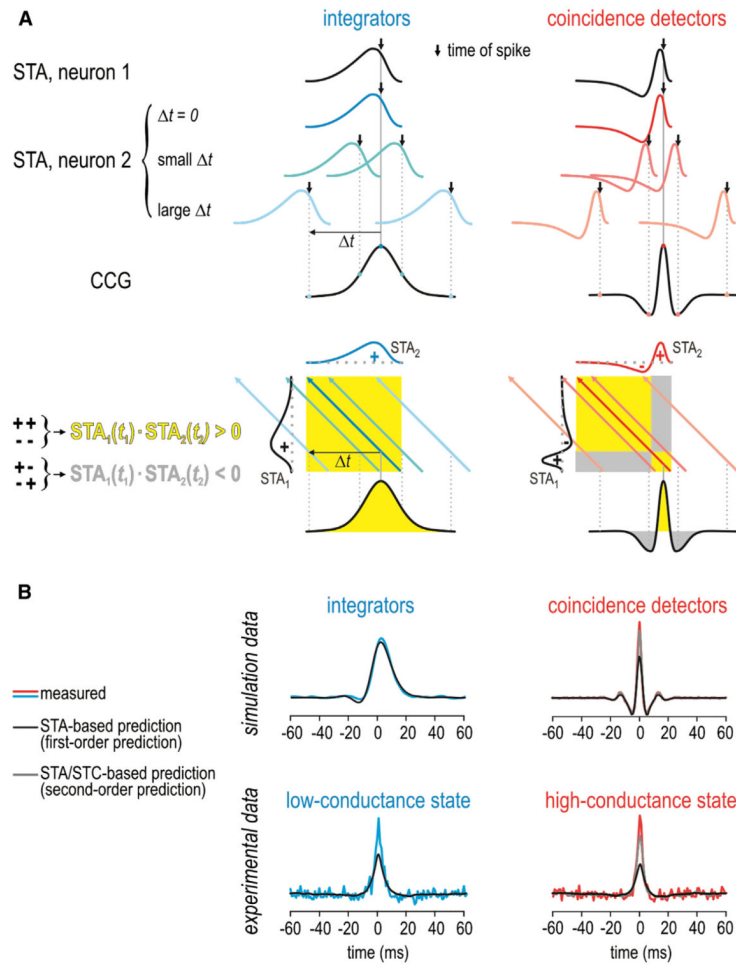 A
integrators
coincidence detectors
STA, neuron 1
time of spike
Δt = 0
STA, neuron 2
small Δt
large Δt
Δt
CCG
STA₂
+
STA₂
- +
++
--
STA₁(t₁)·STA₂(t₂) > 0
+-
-+
STA₁(t₁)·STA₂(t₂) < 0
+
STA₁
Δt
-
+
STA₁
B
integrators
coincidence detectors
simulation data
measured
STA-based prediction
(first-order prediction)
STA/STC-based prediction
(second-order prediction)
-60 -40 -20 0 20 40 60
-60 -40 -20 0 20 40 60
experimental data
low-conductance state
high-conductance state
-60 -40 -20 0 20 40 60
-60 -40 -20 0 20 40 60
time (ms)
time (ms)